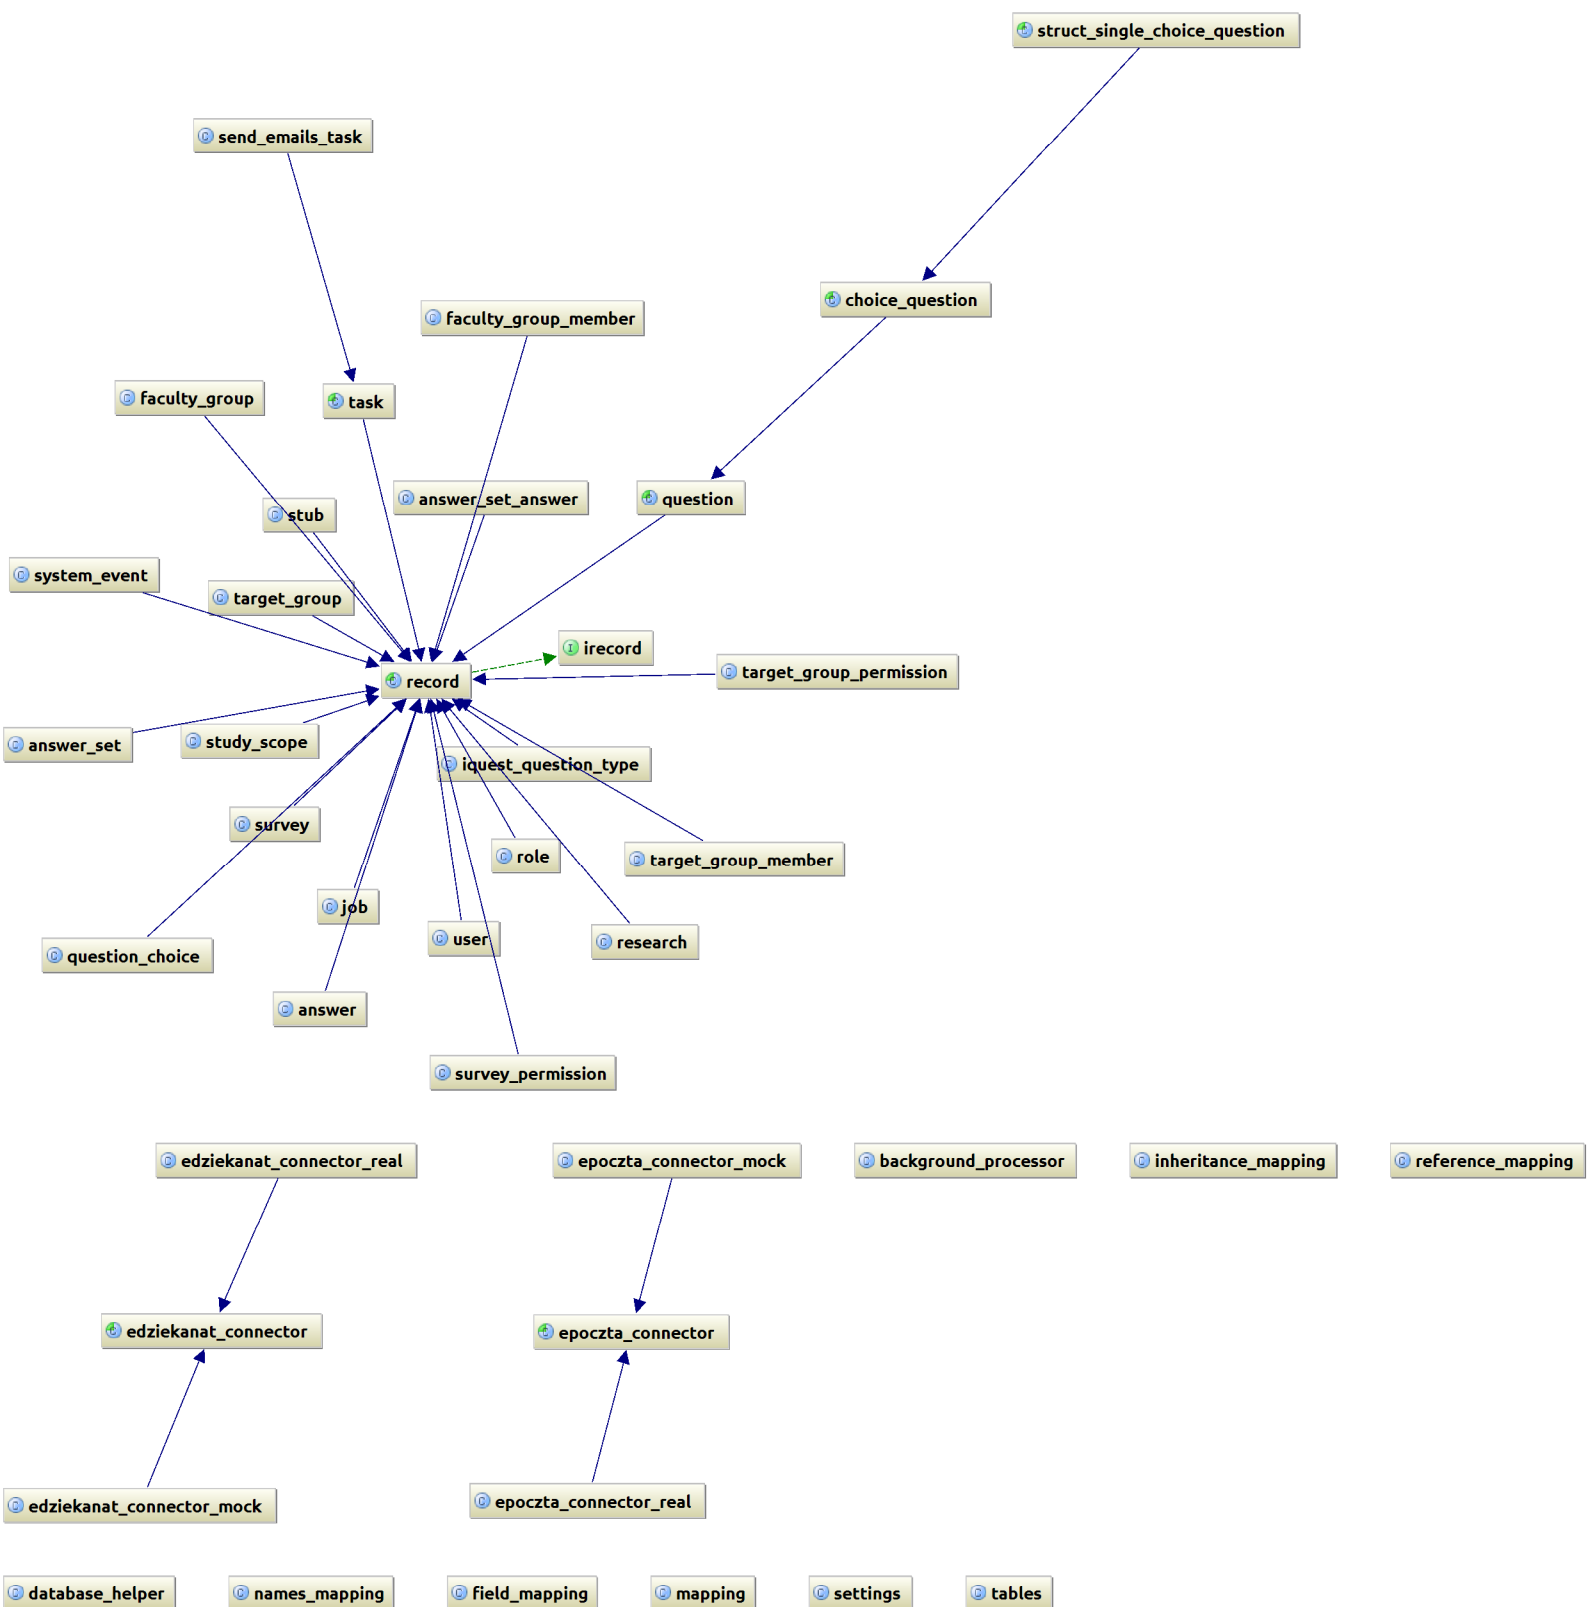 struct_single_choice_question
send_emails_task
choice_question
faculty_group_member
faculty_group
task
answer_set_answer
question
stub
system_event
target_group
irecord
target_group_permission
record
answer_set
study_scope
iquest_question_type
survey
role
target_group_member
job
user
research
question_choice
answer
survey_permission
edziekanat_connector_real
epoczta_connector_mock
background_processor
inheritance_mapping
reference_mapping
edziekanat_connector
epoczta_connector
edziekanat_connector_mock
epoczta_connector_real
database_helper
names_mapping
field_mapping
mapping
settings
tables